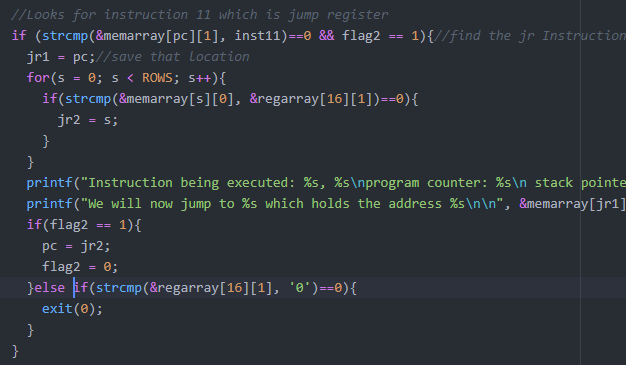 //Looks for instruction 11 which is jump register
if (strcmp(&memarray[pc][1], inst11)==0 && flag2 == 1){//find the jr Instruction
jr1 = pc;//save that location
for(s = 0; s < ROWS; s++){
if(strcmp(&memarray[s][0], &regarray[16][1])==0){
jr2 = s;
}
}
printf("Instruction being executed: %s, %s\nprogram counter: %s\n stack pointe
printf("We will now jump to %s which holds the address %s\n\n", &memarray[jr1]
if(flag2 == 1){
pc = jr2;
flag2 = 0;
}else if(strcmp(&regarray[16][1], '0')==0){
exit(0);
}
}